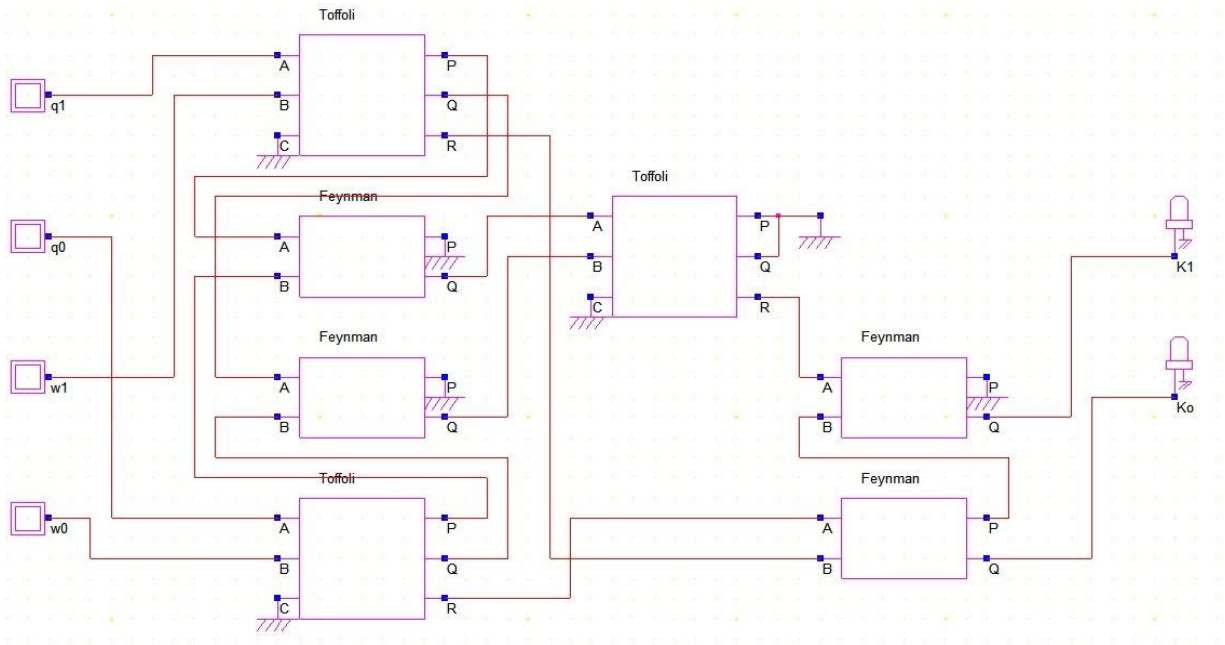 Toffoli
A P
q1
B Q
C R
Toffoli
Feynman
q0
A P
B Q
A P
B Q
C R
K1
Feynman
w1
A P
B Q
Feynman
A P
B Q
Ko
Toffoli
w0
A P
B Q
C R
Feynman
A P
B Q